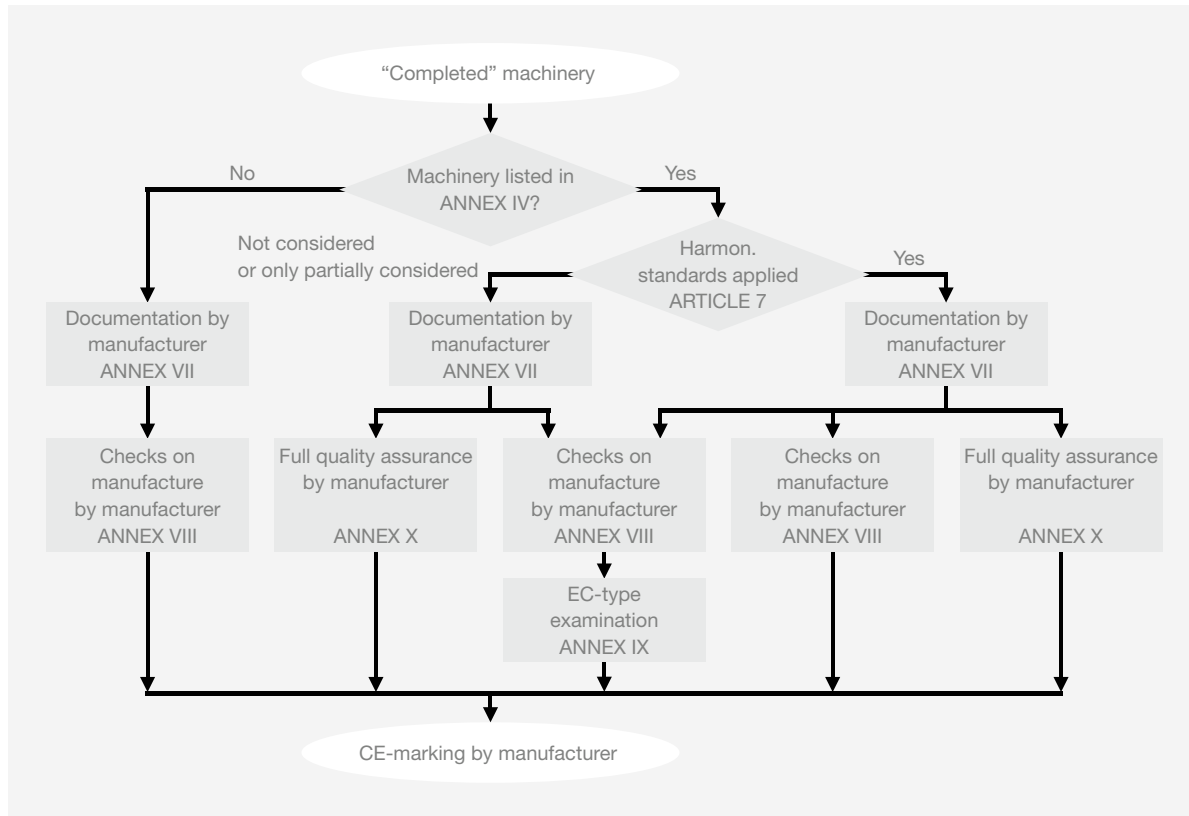 “Completed” machinery
No
Machinery listed in
ANNEX IV?
Yes
Not considered
or only partially considered
Harmon.
standards applied
ARTICLE 7
Yes
Documentation by
manufacturer
ANNEX VII
Documentation by
manufacturer
ANNEX VII
Documentation by
manufacturer
ANNEX VII
Checks on
manufacture
by manufacturer
ANNEX VIII
Full quality assurance
by manufacturer
ANNEX X
Checks on
manufacture
by manufacturer
ANNEX VIII
Checks on
manufacture
by manufacturer
ANNEX VIII
Full quality assurance
by manufacturer
ANNEX X
EC-type
examination
ANNEX IX
CE-marking by manufacturer